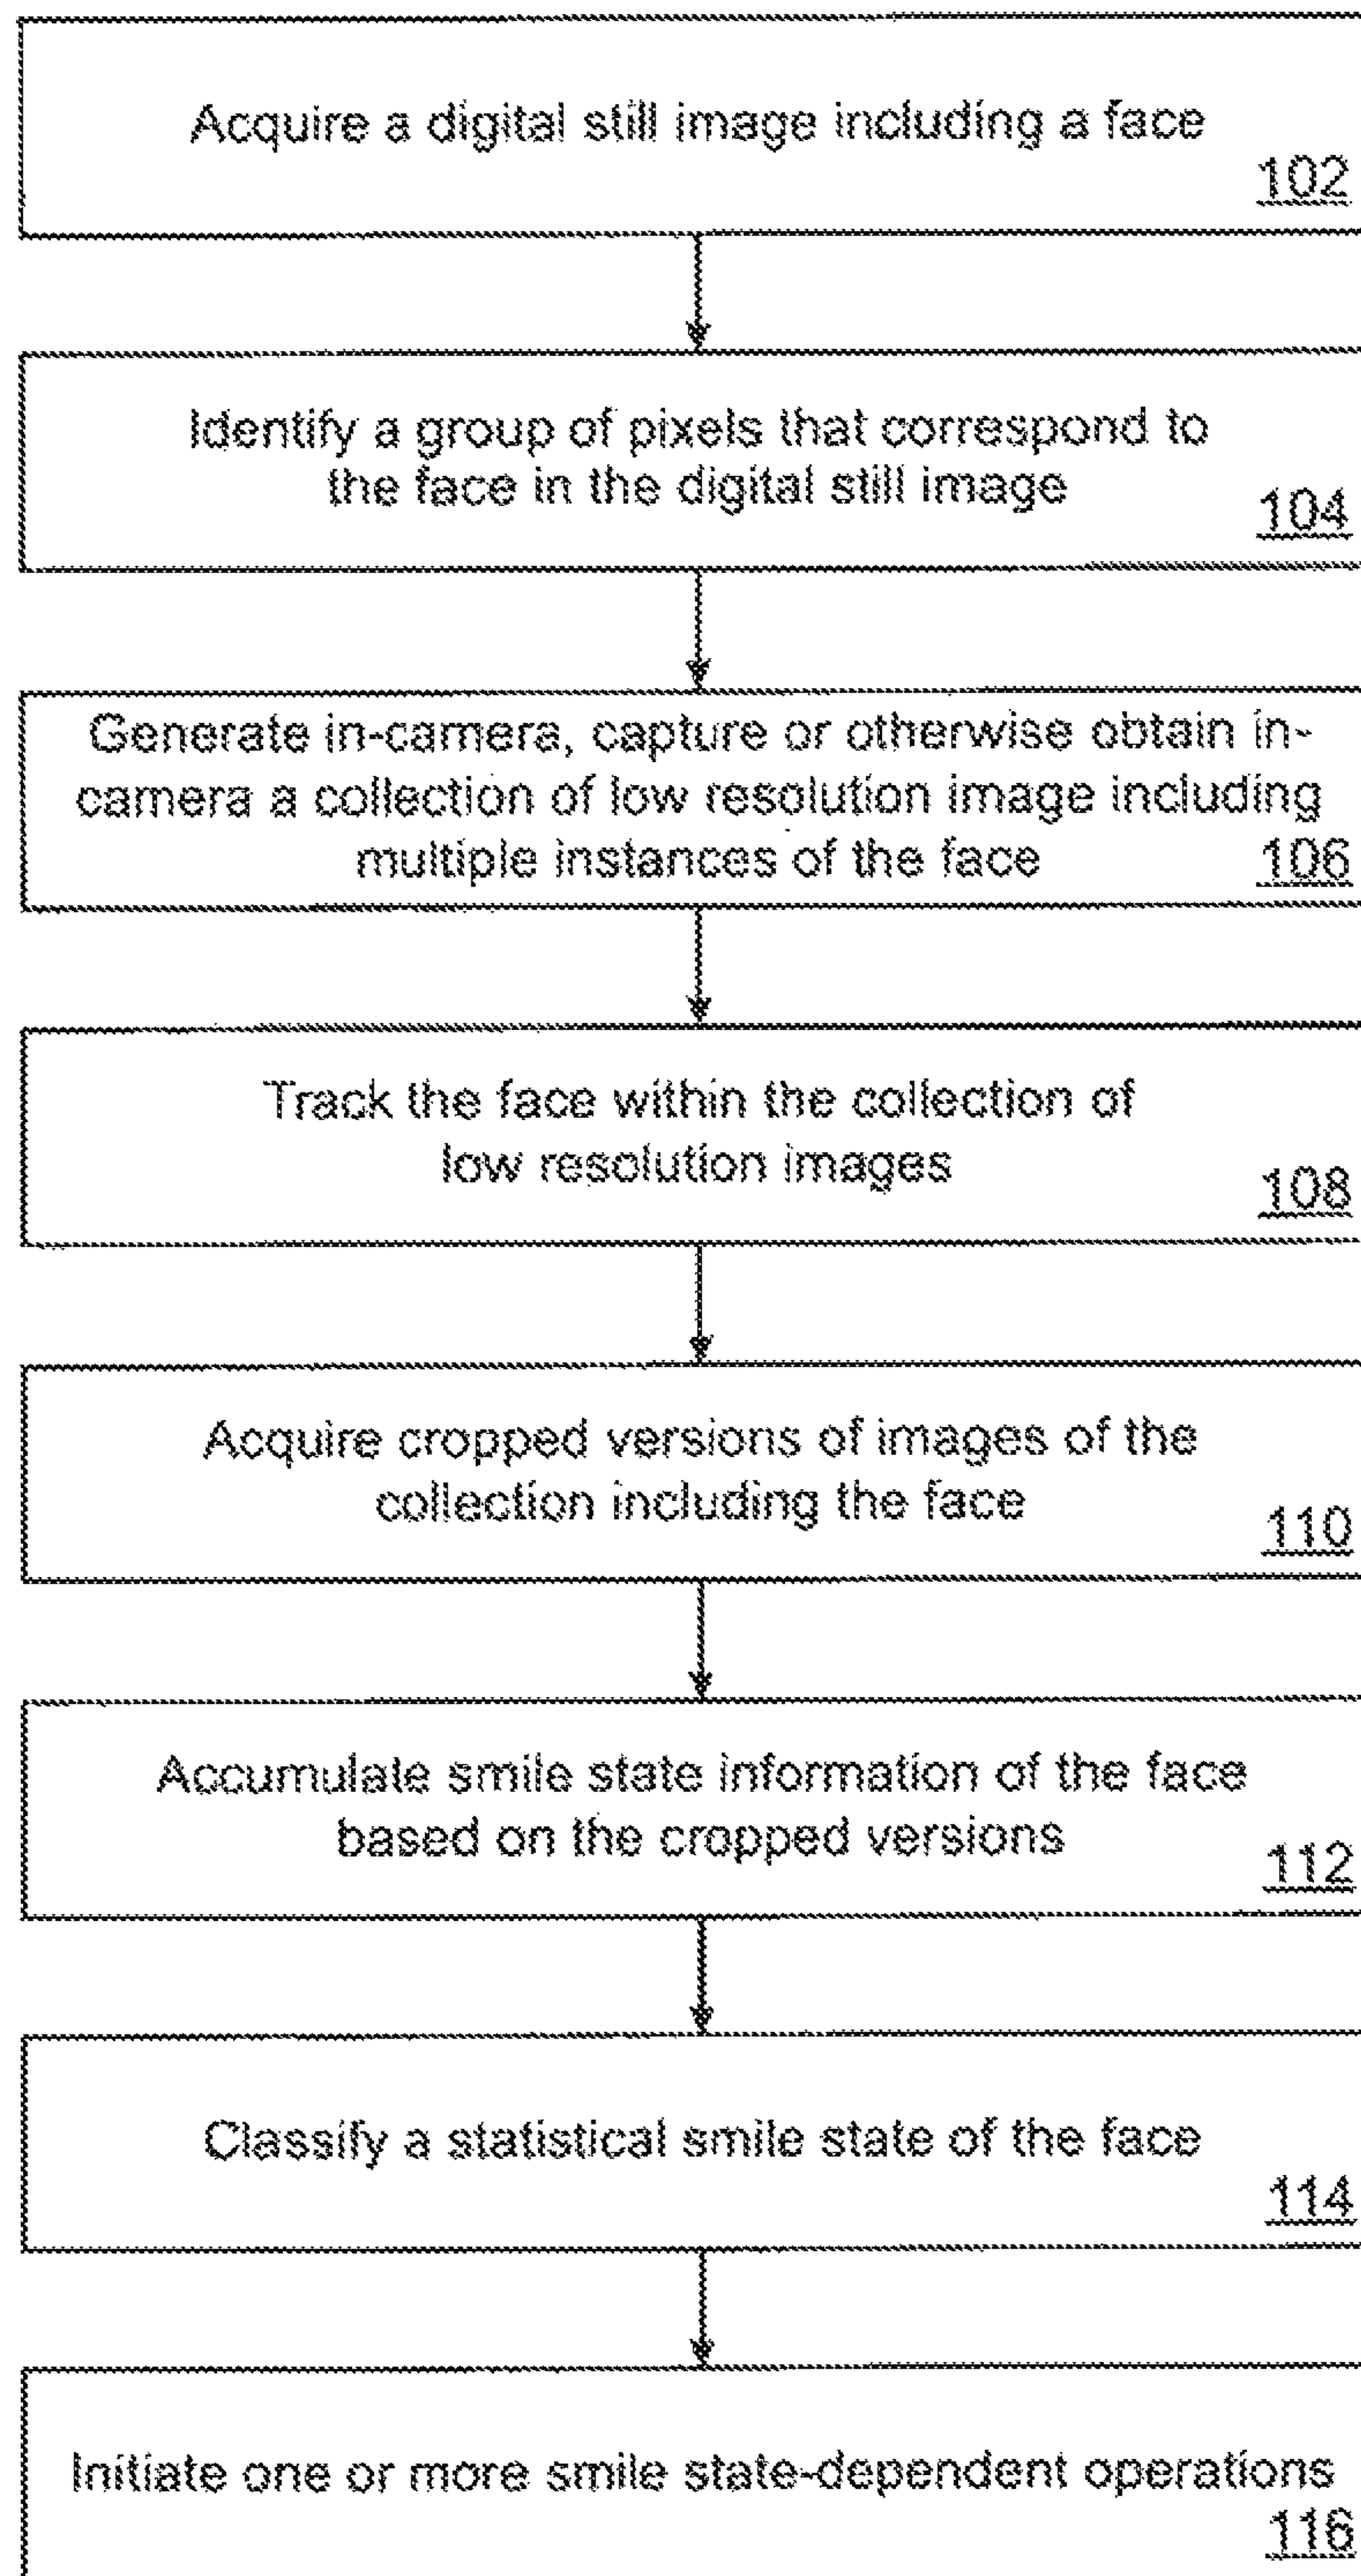 Acquire a digital still image including a face
102
Identify a group of pixels that correspond to
the face in the digital still image
104
Generate in-camera, capture or otherwise obtain in-
camera a collection of low resolution image including
multiple instances of the face
106
Track the face within the collection of
low resolution images
108
Acquire cropped versions of images of the
collection including the face
110
Accumulate smile state information of the face
based on the cropped versions
112
Classify a statistical smile state of the face
114
Initiate one or more smile state-dependent operations
116